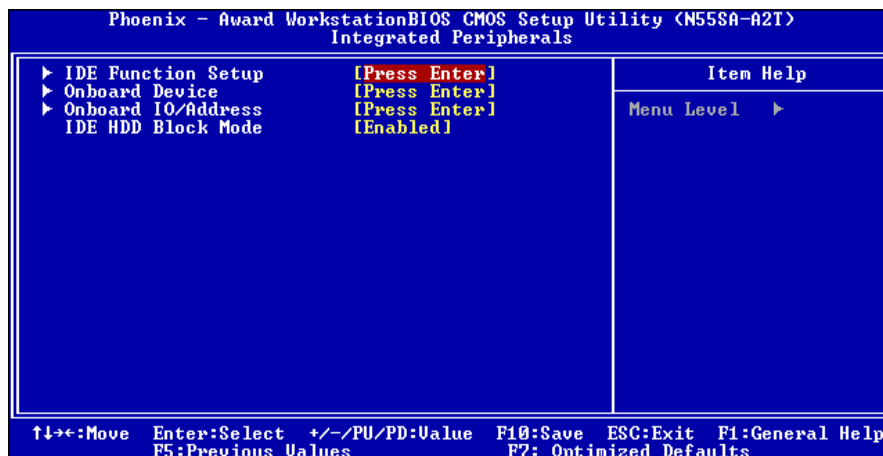 Phoenix - Award WorkstationBIOS CMOS Setup Utility (N55SA-A2T)
Integrated Peripherals
► IDE Function Setup [Press Enter]
► Onboard Device [Press Enter]
► Onboard IO/Address [Press Enter]
IDE HDD Block Mode [Enabled]
Item Help
Menu Level ►
↑↓→←:Move Enter:Select +/-/PU/PD:Value F10:Save ESC:Exit F1:General Help
F5:Previous Values F7: Optimized Defaults